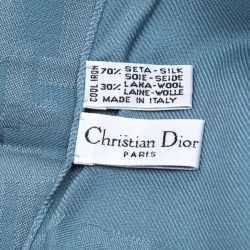 COOL IRON
70% SETA-SILK
SOIE-SEIDE
30% LANA-WOOL
LAINE-WOLLE
MADE IN ITALY
Christian Dior
PARIS